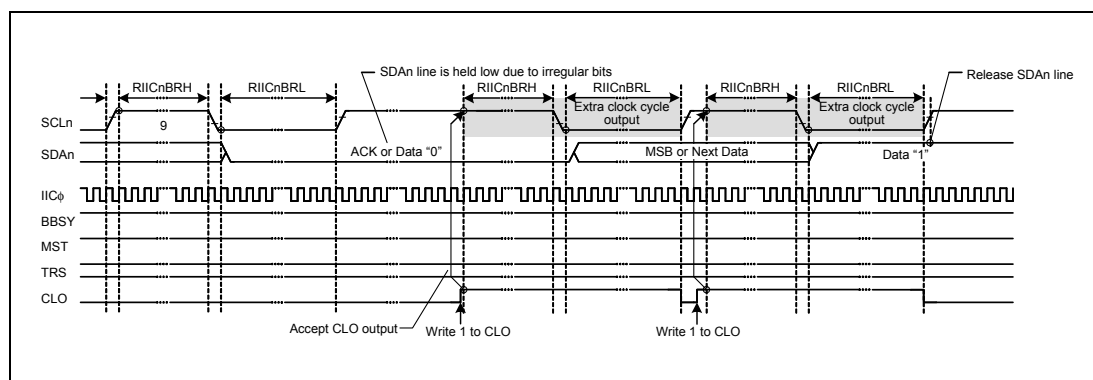 SDAn line is held low due to irregular bits
RIICnBRH
RIICnBRL
RIICnBRH
RIICnBRL
RIICnBRH
RIICnBRL
Release SDAn line
SCLn
9
Extra clock cycle
output
Extra clock cycle
output
SDAn
ACK or Data “0”
MSB or Next Data
Data “1”
IICϕ
BBSY
MST
TRS
CLO
Accept CLO output
Write 1 to CLO
Write 1 to CLO